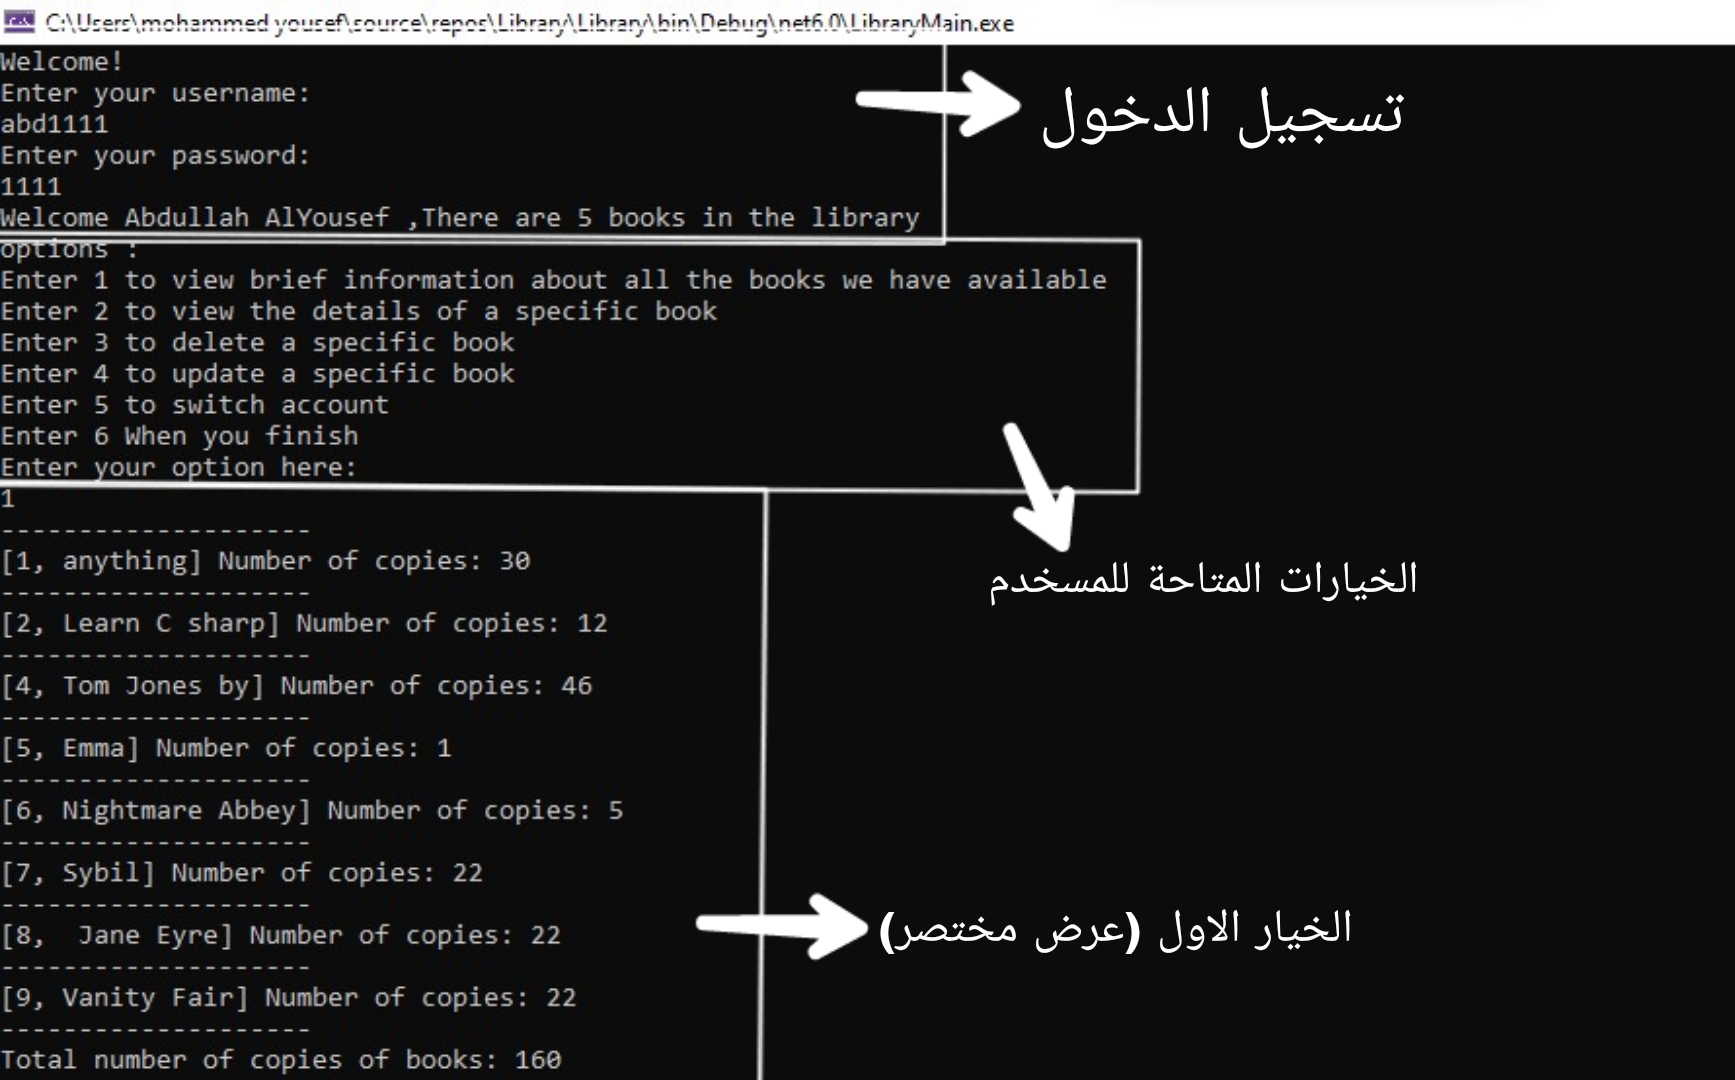 C:\Users\mohammed yousef\source\repos\Library\Library\bin\Debug\net6.0\LibraryMain.exe
Welcome!
Enter your username:
abd1111
Enter your password:
1111
Welcome Abdullah AlYousef ,There are 5 books in the library
تسجيل الدخول
options :
Enter 1 to view brief information about all the books we have available
Enter 2 to view the details of a specific book
Enter 3 to delete a specific book
Enter 4 to update a specific book
Enter 5 to switch account
Enter 6 When you finish
Enter your option here:
الخيارات المتاحة للمسخدم
1
--------------------
[1, anything] Number of copies: 30
--------------------
[2, Learn C sharp] Number of copies: 12
--------------------
[4, Tom Jones by] Number of copies: 46
--------------------
[5, Emma] Number of copies: 1
--------------------
[6, Nightmare Abbey] Number of copies: 5
--------------------
[7, Sybil] Number of copies: 22
--------------------
[8,  Jane Eyre] Number of copies: 22
--------------------
[9, Vanity Fair] Number of copies: 22
--------------------
Total number of copies of books: 160
الخيار الاول (عرض مختصر)